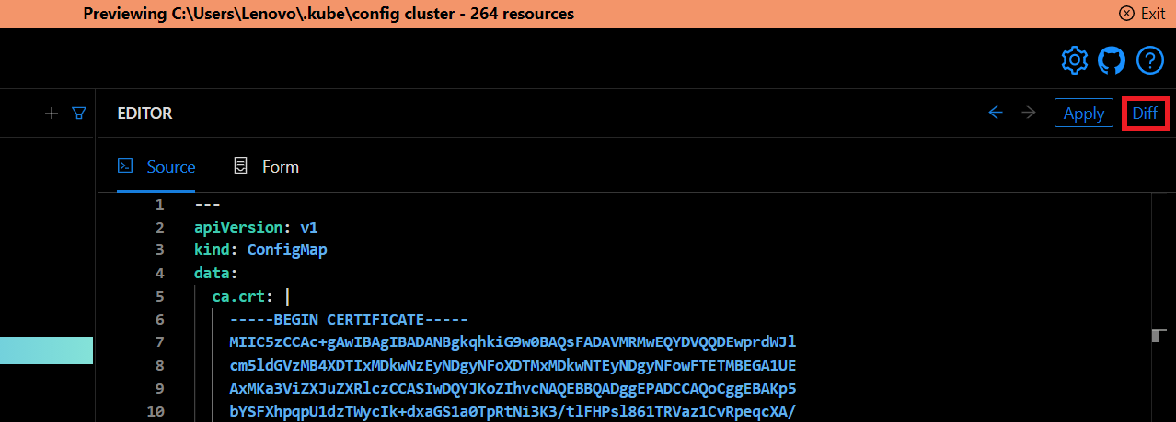 Previewing C:\Users\Lenovo\.kube\config cluster - 264 resources
Exit
EDITOR
Apply
Diff
Source
Form
1 ---
2 apiVersion: v1
3 kind: ConfigMap
4 data:
5 ca.crt: |
6 -----BEGIN CERTIFICATE-----
7 MIIC5zCCAc+gAwIBAgIBADANBgkqhkiG9w0BAQsFADAVMRMwEQYDVQQDEwprdWJl
8 cm5ldGVzMB4XDTIxMDkwNzEyNDgyNFoXDTMxMDkwNTEyNDgyNFowFTETMBEGA1UE
9 AxMKa3ViZXJuZXRlczCCASIwDQYJKoZIhvcNAQEBBQADggEPADCCAQoCggEBAKp5
10 bYSFXhpqpU1dzTWycIk+dxaGS1a0TpRtNi3K3/tlFHPsl861TRVaz1CvRpeqcXA/